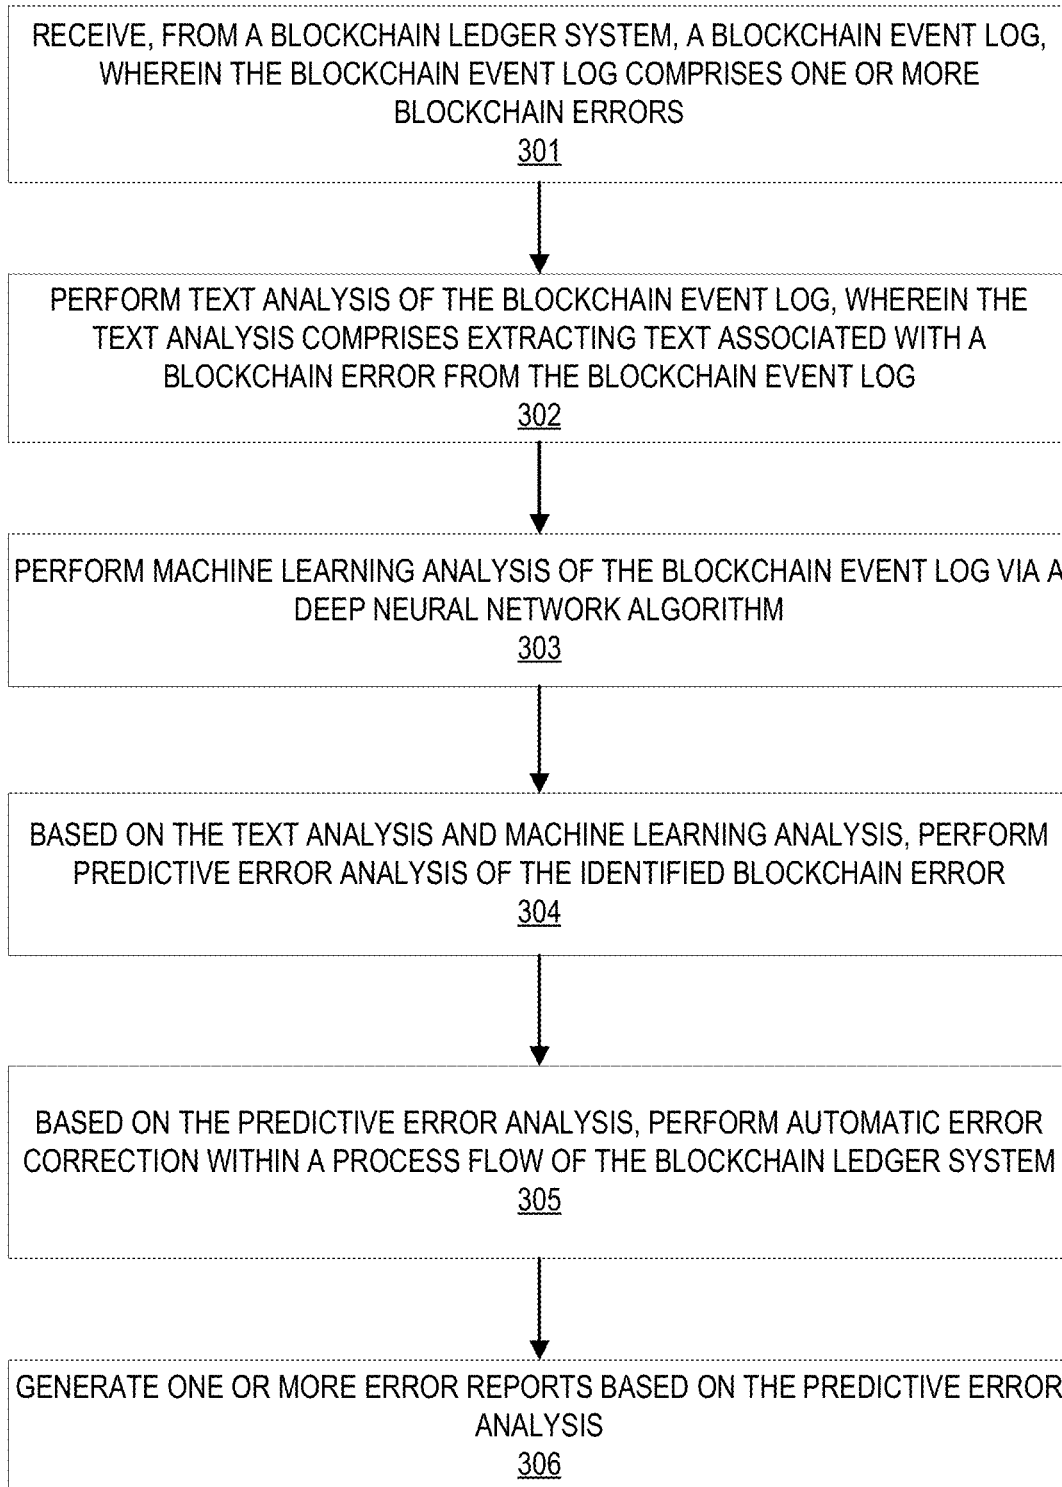 RECEIVE, FROM A BLOCKCHAIN LEDGER SYSTEM, A BLOCKCHAIN EVENT LOG,
WHEREIN THE BLOCKCHAIN EVENT LOG COMPRISES ONE OR MORE
BLOCKCHAIN ERRORS
301
PERFORM TEXT ANALYSIS OF THE BLOCKCHAIN EVENT LOG, WHEREIN THE
TEXT ANALYSIS COMPRISES EXTRACTING TEXT ASSOCIATED WITH A
BLOCKCHAIN ERROR FROM THE BLOCKCHAIN EVENT LOG
302
PERFORM MACHINE LEARNING ANALYSIS OF THE BLOCKCHAIN EVENT LOG VIA A
DEEP NEURAL NETWORK ALGORITHM
303
BASED ON THE TEXT ANALYSIS AND MACHINE LEARNING ANALYSIS, PERFORM
PREDICTIVE ERROR ANALYSIS OF THE IDENTIFIED BLOCKCHAIN ERROR
304
BASED ON THE PREDICTIVE ERROR ANALYSIS, PERFORM AUTOMATIC ERROR
CORRECTION WITHIN A PROCESS FLOW OF THE BLOCKCHAIN LEDGER SYSTEM
305
GENERATE ONE OR MORE ERROR REPORTS BASED ON THE PREDICTIVE ERROR
ANALYSIS
306